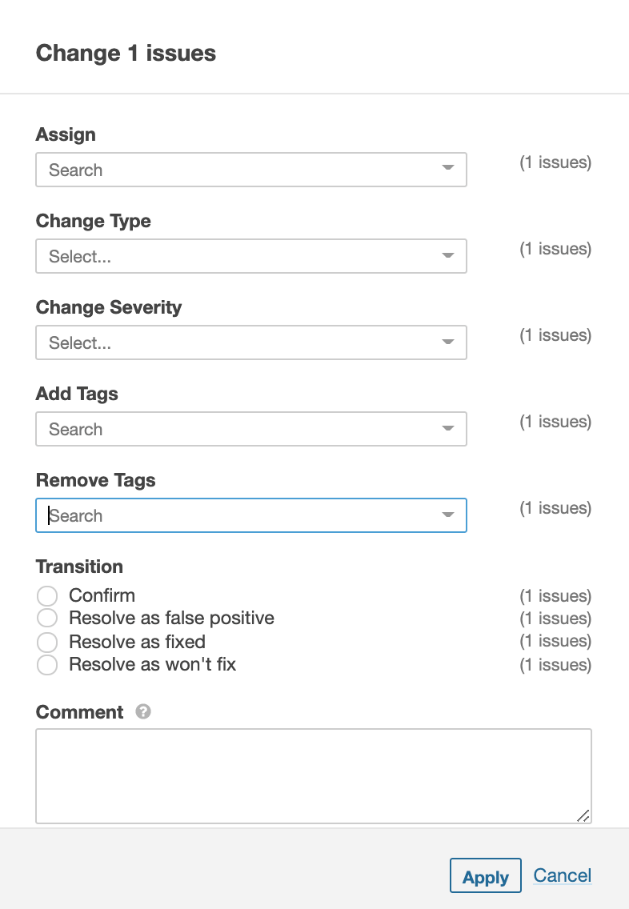 Change 1 issues
Assign
Search
(1 issues)
Change Type
Select...
(1 issues)
Change Severity
Select...
(1 issues)
Add Tags
Search
(1 issues)
Remove Tags
Search
(1 issues)
Transition
Confirm (1 issues)
Resolve as false positive (1 issues)
Resolve as fixed (1 issues)
Resolve as won't fix (1 issues)
Comment ?
Apply Cancel